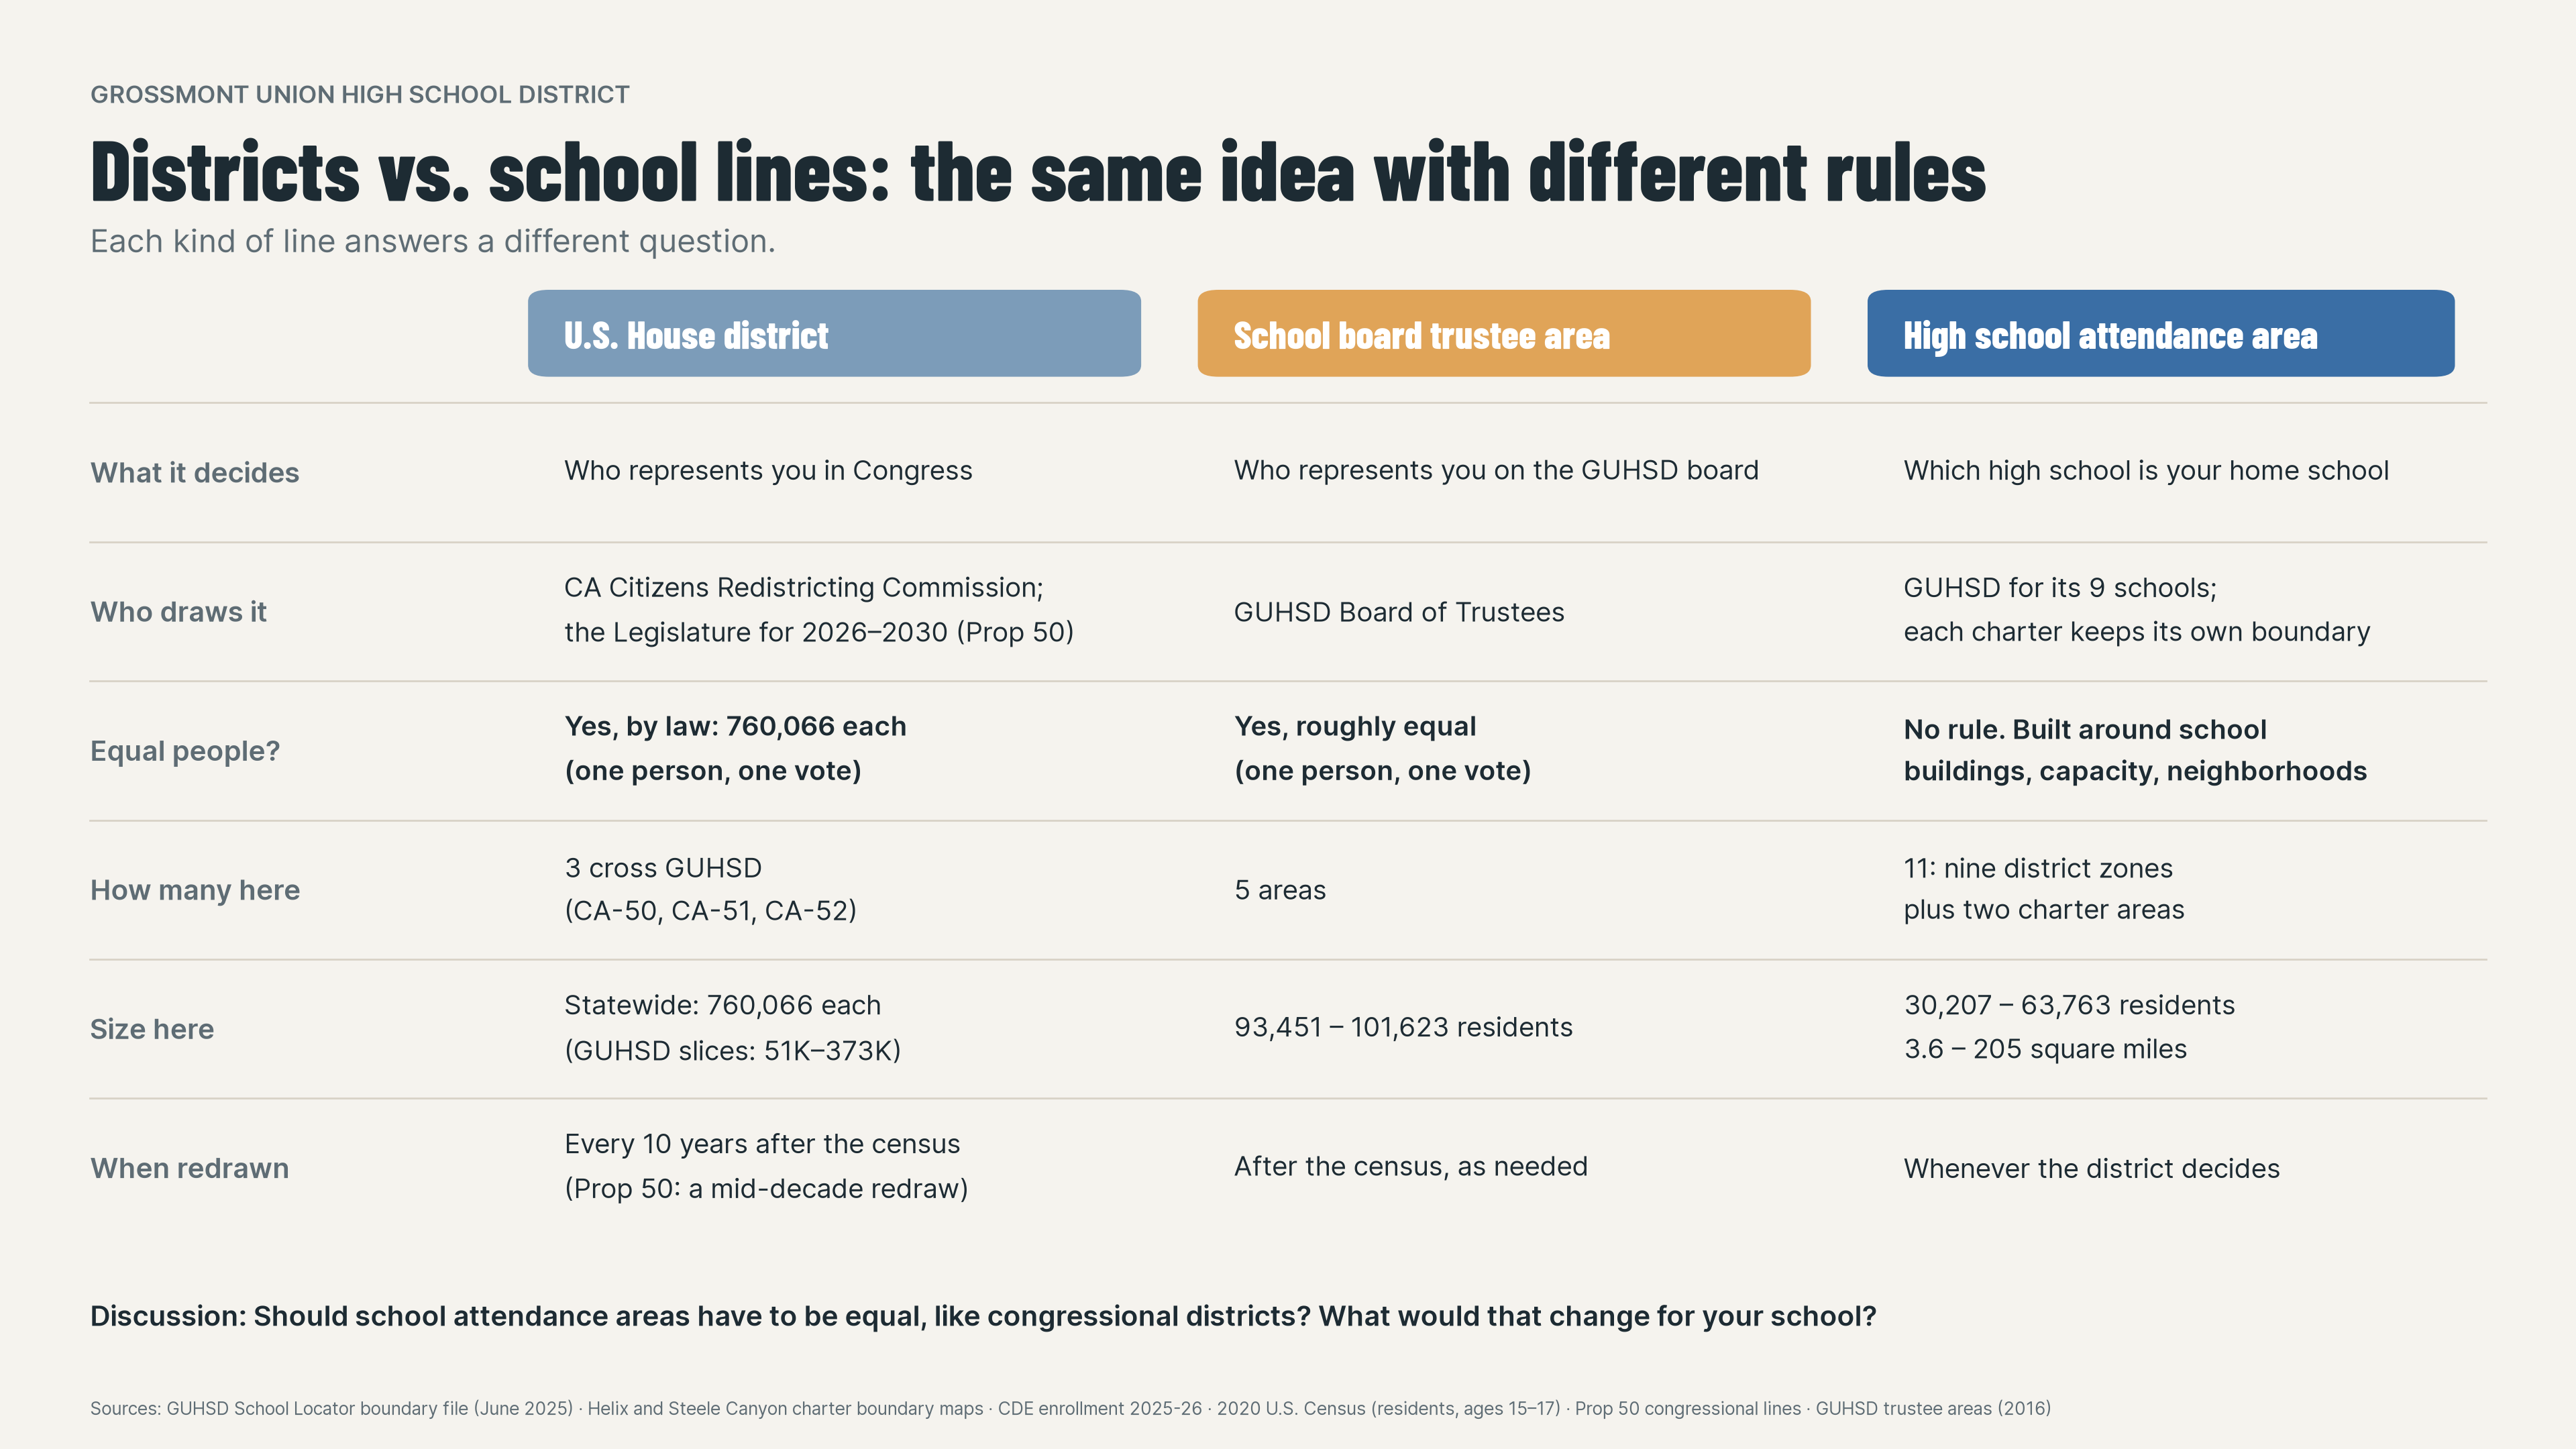 GROSSMONT UNION HIGH SCHOOL DISTRICT
Districts vs. school lines: the same idea with different rules
Each kind of line answers a different question.
U.S. House district
School board trustee area
High school attendance area
What it decides
Who represents you in Congress
Who represents you on the GUHSD board
Which high school is your home school
Who draws it
CA Citizens Redistricting Commission;
the Legislature for 2026–2030 (Prop 50)
GUHSD Board of Trustees
GUHSD for its 9 schools;
each charter keeps its own boundary
Equal people?
Yes, by law: 760,066 each
(one person, one vote)
Yes, roughly equal
(one person, one vote)
No rule. Built around school
buildings, capacity, neighborhoods
How many here
3 cross GUHSD
(CA-50, CA-51, CA-52)
5 areas
11: nine district zones
plus two charter areas
Size here
Statewide: 760,066 each
(GUHSD slices: 51K–373K)
93,451 – 101,623 residents
30,207 – 63,763 residents
3.6 – 205 square miles
When redrawn
Every 10 years after the census
(Prop 50: a mid-decade redraw)
After the census, as needed
Whenever the district decides
Discussion: Should school attendance areas have to be equal, like congressional districts? What would that change for your school?
Sources: GUHSD School Locator boundary file (June 2025) · Helix and Steele Canyon charter boundary maps · CDE enrollment 2025-26 · 2020 U.S. Census (residents, ages 15–17) · Prop 50 congressional lines · GUHSD trustee areas (2016)